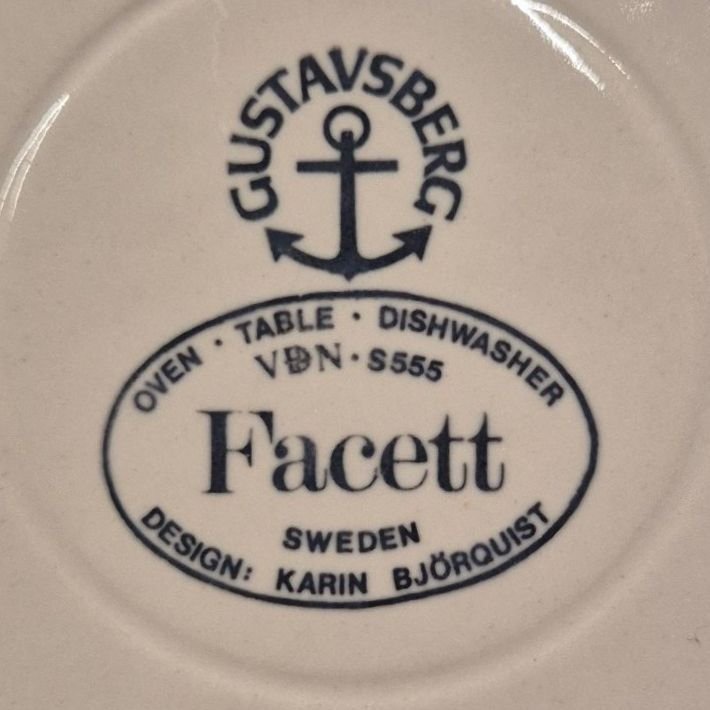 GUSTAVSBERG
OVEN · TABLE · DISHWASHER
VDN · S555
Facett
SWEDEN
DESIGN: KARIN BJÖRQUIST